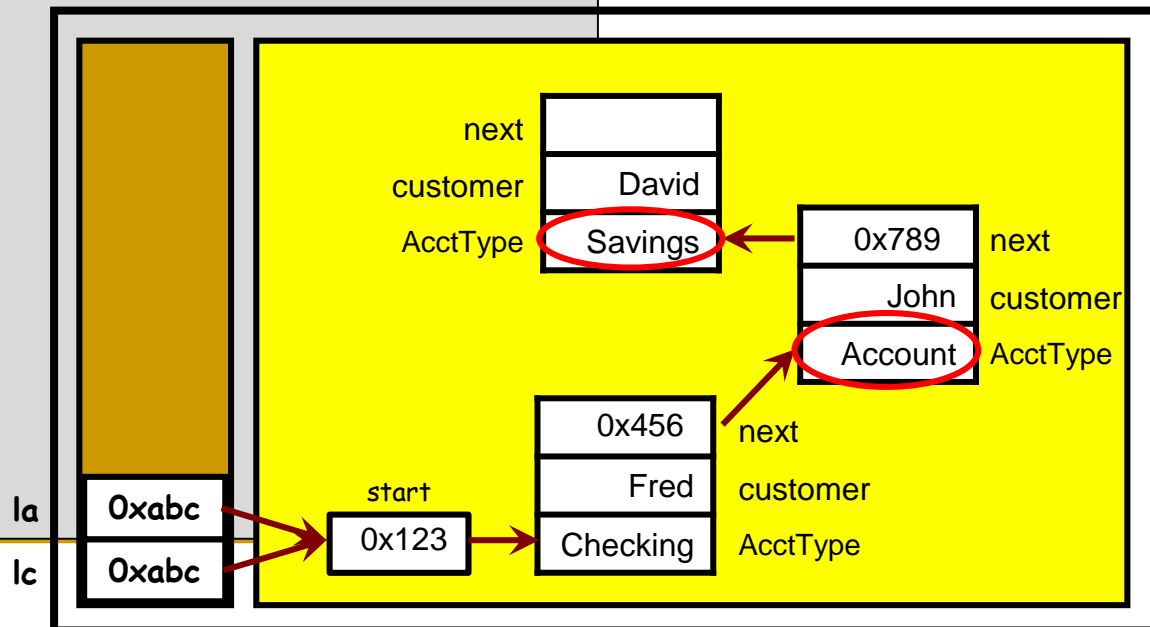 next
customer David
AcctType Savings
0x789 next
John customer
Account AcctType
0x456 next
Fred customer
Checking AcctType
start
0x123
la 0xabc
lc 0xabc